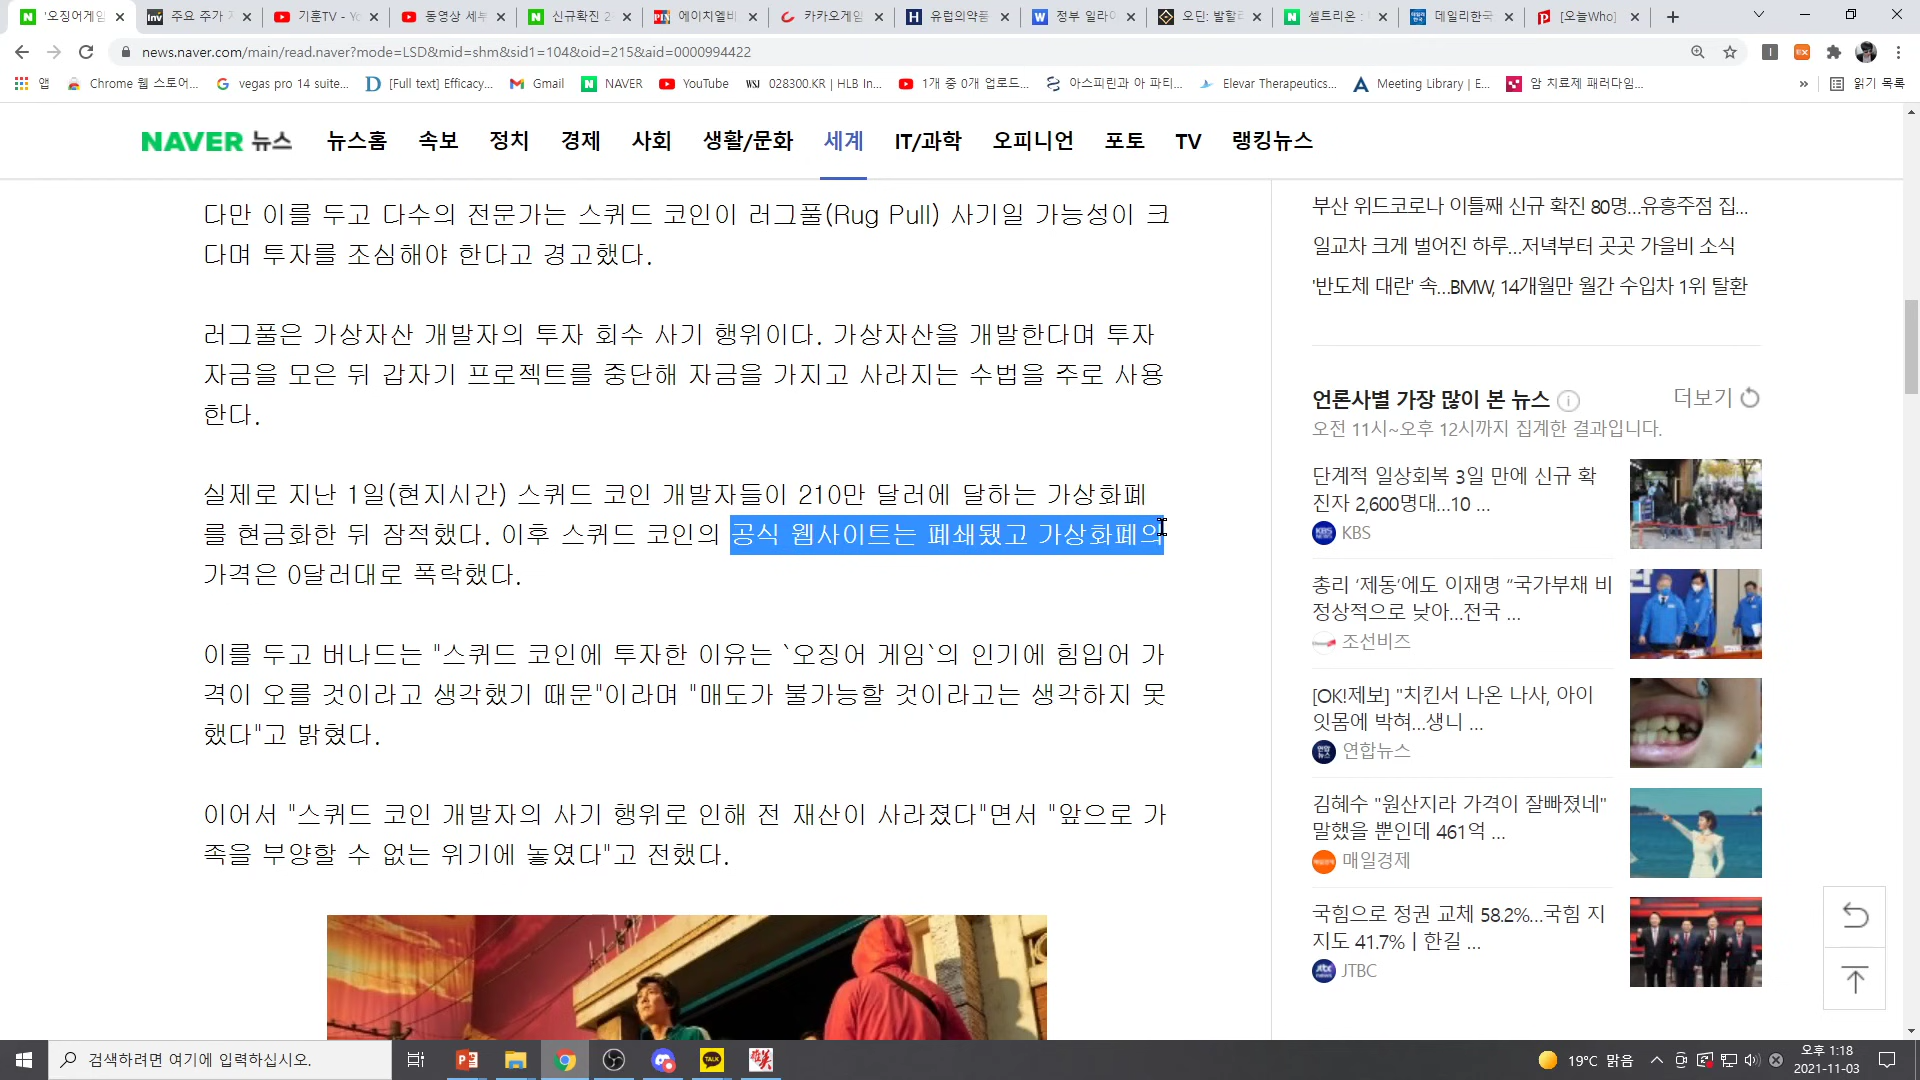 '오징어게임
주요 주가 지
기훈TV - Yo
동영상 세부
신규확진 2
에이치엘비
카카오게임
유럽의약품
정부 일라이
오딘: 발할라
셀트리온 :
데일리한국
[오늘Who]
news.naver.com/main/read.naver?mode=LSD&mid=shm&sid1=104&oid=215&aid=0000994422
앱
Chrome 웹 스토어...
vegas pro 14 suite...
[Full text] Efficacy...
Gmail
NAVER
YouTube
WSJ 028300.KR | HLB In...
1개 중 0개 업로드...
아스피린과 아 파티...
Elevar Therapeutics...
Meeting Library | E...
암 치료제 패러다임...
»
읽기 목록
NAVER 뉴스 뉴스홈 속보 정치 경제 사회 생활/문화 세계 IT/과학 오피니언 포토 TV 랭킹뉴스
다만 이를 두고 다수의 전문가는 스퀴드 코인이 러그풀(Rug Pull) 사기일 가능성이 크
다며 투자를 조심해야 한다고 경고했다.
러그풀은 가상자산 개발자의 투자 회수 사기 행위이다. 가상자산을 개발한다며 투자
자금을 모은 뒤 갑자기 프로젝트를 중단해 자금을 가지고 사라지는 수법을 주로 사용
한다.
실제로 지난 1일(현지시간) 스퀴드 코인 개발자들이 210만 달러에 달하는 가상화폐
를 현금화한 뒤 잠적했다. 이후 스퀴드 코인의 공식 웹사이트는 폐쇄됐고 가상화폐의
가격은 0달러대로 폭락했다.
이를 두고 버나드는 "스퀴드 코인에 투자한 이유는 `오징어 게임`의 인기에 힘입어 가
격이 오를 것이라고 생각했기 때문"이라며 "매도가 불가능할 것이라고는 생각하지 못
했다"고 밝혔다.
이어서 "스퀴드 코인 개발자의 사기 행위로 인해 전 재산이 사라졌다"면서 "앞으로 가
족을 부양할 수 없는 위기에 놓였다"고 전했다.
부산 위드코로나 이틀째 신규 확진 80명...유흥주점 집...
일교차 크게 벌어진 하루...저녁부터 곳곳 가을비 소식
'반도체 대란' 속...BMW, 14개월만 월간 수입차 1위 탈환
언론사별 가장 많이 본 뉴스
더보기
오전 11시~오후 12시까지 집계한 결과입니다.
단계적 일상회복 3일 만에 신규 확
진자 2,600명대...10 ...
KBS
총리 '제동'에도 이재명 "국가부채 비
정상적으로 낮아...전국 ...
조선비즈
[OK!제보] "치킨서 나온 나사, 아이
잇몸에 박혀...생니 ...
연합뉴스
김혜수 "원산지라 가격이 잘빠졌네"
말했을 뿐인데 461억 ...
매일경제
국힘으로 정권 교체 58.2%...국힘 지
지도 41.7% | 한길 ...
JTBC
검색하려면 여기에 입력하십시오.
TALK
19°C 맑음
오후 1:18
2021-11-03